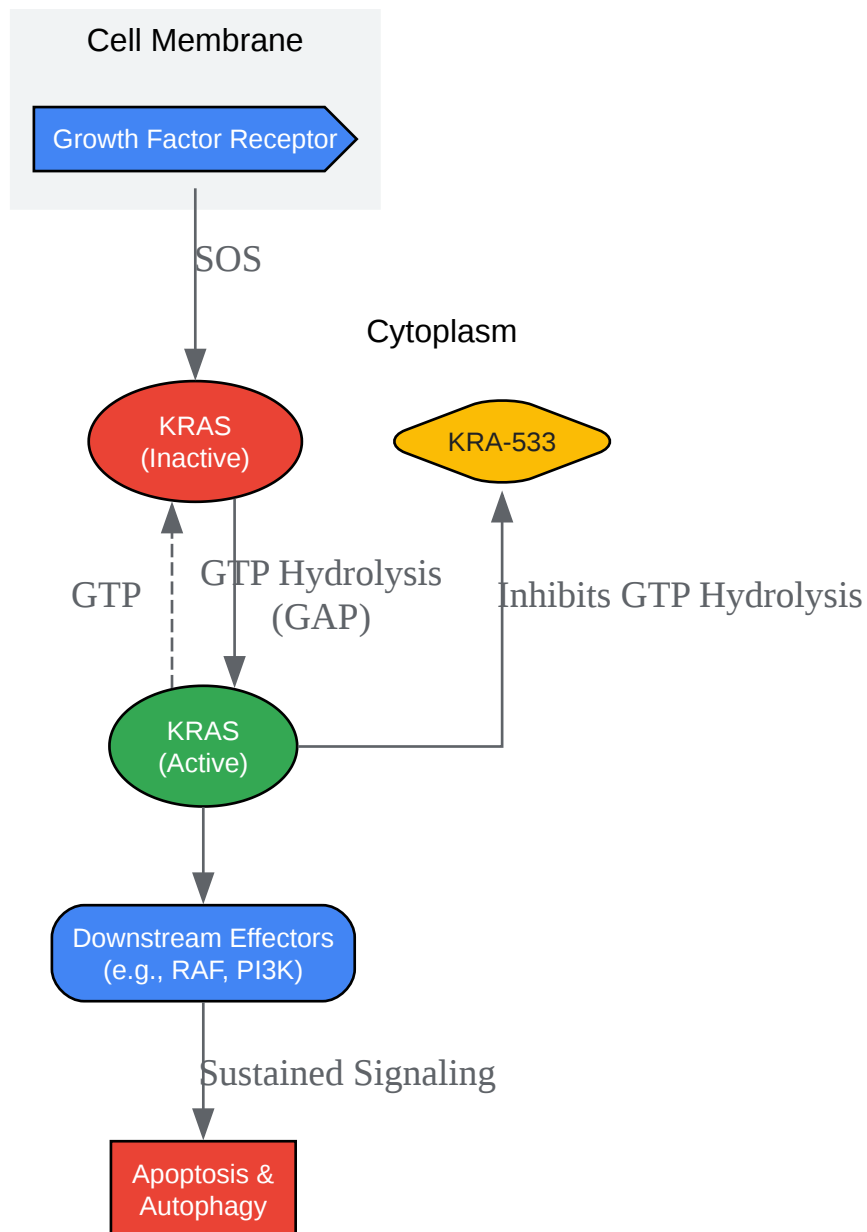 Cell Membrane
Growth Factor Receptor
SOS
Cytoplasm
KRAS
(Inactive)
KRA-533
GTP
GTP Hydrolysis
(GAP)
Inhibits GTP Hydrolysis
KRAS
(Active)
Downstream Effectors
(e.g., RAF, PI3K)
Sustained Signaling
Apoptosis &
Autophagy